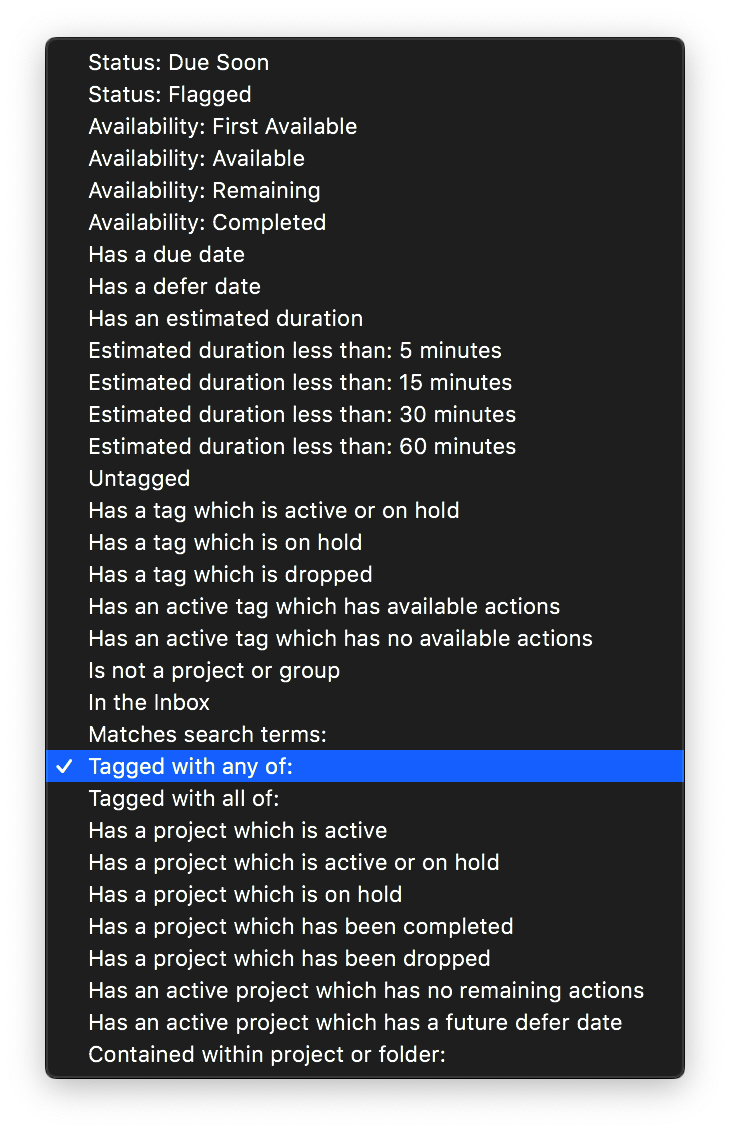 Status: Due Soon
Status: Flagged
Availability: First Available
Availability: Available
Availability: Remaining
Availability: Completed
Has a due date
Has a defer date
Has an estimated duration
Estimated duration less than: 5 minutes
Estimated duration less than: 15 minutes
Estimated duration less than: 30 minutes
Estimated duration less than: 60 minutes
Untagged
Has a tag which is active or on hold
Has a tag which is on hold
Has a tag which is dropped
Has an active tag which has available actions
Has an active tag which has no available actions
Is not a project or group
In the Inbox
Matches search terms:
Tagged with any of:
Tagged with all of:
Has a project which is active
Has a project which is active or on hold
Has a project which is on hold
Has a project which has been completed
Has a project which has been dropped
Has an active project which has no remaining actions
Has an active project which has a future defer date
Contained within project or folder: